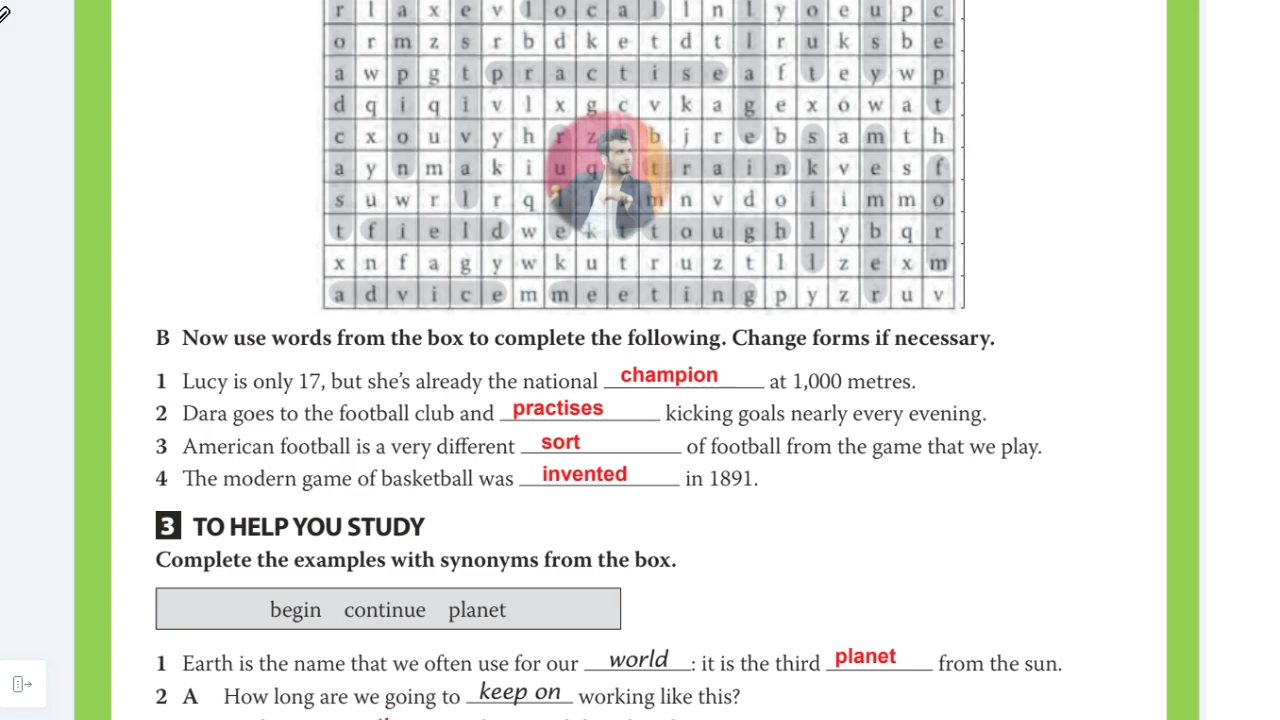 r l a x e v l o c a l l n l y o e u p c
o r m z s r b d k e t d t l r u k s b e
a w p g t p r a c t i s e a f t e y w p
d q i q i v l x g c v k a g e x o w a t
c x o u v y h r z b j r e b s a m t h
a y n m a k i u q t r a i n k v e s f
s u w r l r q l m n v d o i i m m o
t f i e l d w e k t t o u g h l y b q r
x n f a g y w k u t r u z t l l z e x m
a d v i c e m m e e t i n g p y z r u v
B Now use words from the box to complete the following. Change forms if necessary.
1 Lucy is only 17, but she's already the national champion at 1,000 metres.
2 Dara goes to the football club and practises kicking goals nearly every evening.
3 American football is a very different sort of football from the game that we play.
4 The modern game of basketball was invented in 1891.
3 TO HELP YOU STUDY
Complete the examples with synonyms from the box.
begin continue planet
1 Earth is the name that we often use for our world : it is the third planet from the sun.
2 A How long are we going to keep on working like this?